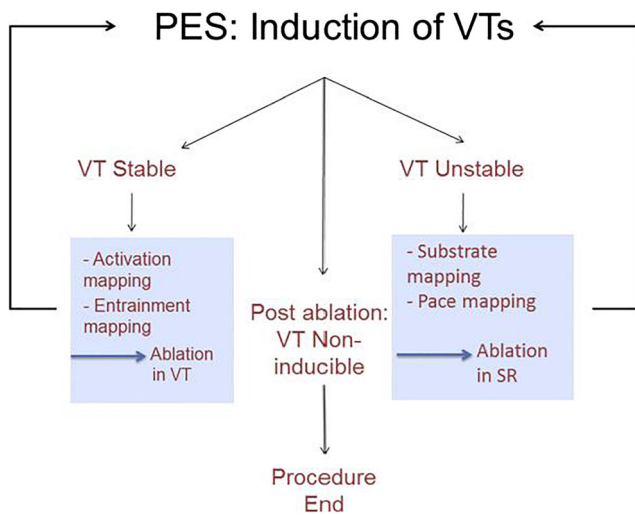 PES: Induction of VTs
VT Stable
VT Unstable
- Activation
mapping
- Entrainment
mapping
Ablation
in VT
Post ablation:
VT Non-
inducible
- Substrate
mapping
- Pace mapping
Ablation
in SR
Procedure
End